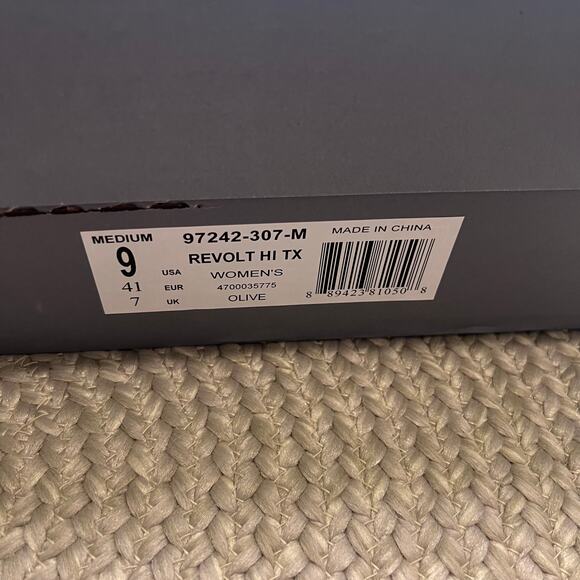 MEDIUM
9 USA
41 EUR
7 UK
97242-307-M
REVOLT HI TX
WOMEN'S
4700035775
OLIVE
MADE IN CHINA
8 89423 81050 8